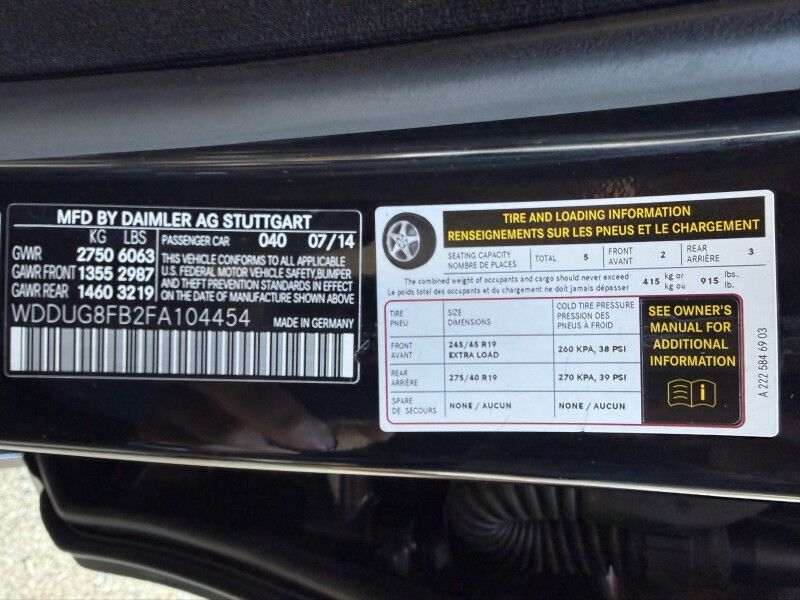 MFD BY DAIMLER AG STUTTGART
KG LBS
GVWR 2750 6063
GAWR FRONT 1355 2987
GAWR REAR 1460 3219
PASSENGER CAR 040 07/14
THIS VEHICLE CONFORMS TO ALL APPLICABLE
U.S. FEDERAL MOTOR VEHICLE SAFETY, BUMPER
AND THEFT PREVENTION STANDARDS IN EFFECT
ON THE DATE OF MANUFACTURE SHOWN ABOVE
WDDUG8FB2FA104454 MADE IN GERMANY
TIRE AND LOADING INFORMATION
RENSEIGNEMENTS SUR LES PNEUS ET LE CHARGEMENT
SEATING CAPACITY TOTAL 5 FRONT 2 REAR 3
NOMBRE DE PLACES AVANT ARRIÈRE
The combined weight of occupants and cargo should never exceed 415 kg or 915 lbs.
Le poids total des occupants et du chargement ne doit jamais dépasser kg ou lb.
TIRE SIZE COLD TIRE PRESSURE
PNEU DIMENSIONS PRESSION DES
PNEUS À FROID
FRONT 245/45 R19 260 KPA, 38 PSI
AVANT EXTRA LOAD
REAR 275/40 R19 270 KPA, 39 PSI
ARRIÈRE
SPARE NONE / AUCUN NONE / AUCUN
DE SECOURS
SEE OWNER'S
MANUAL FOR
ADDITIONAL
INFORMATION
A 222 584 69 03